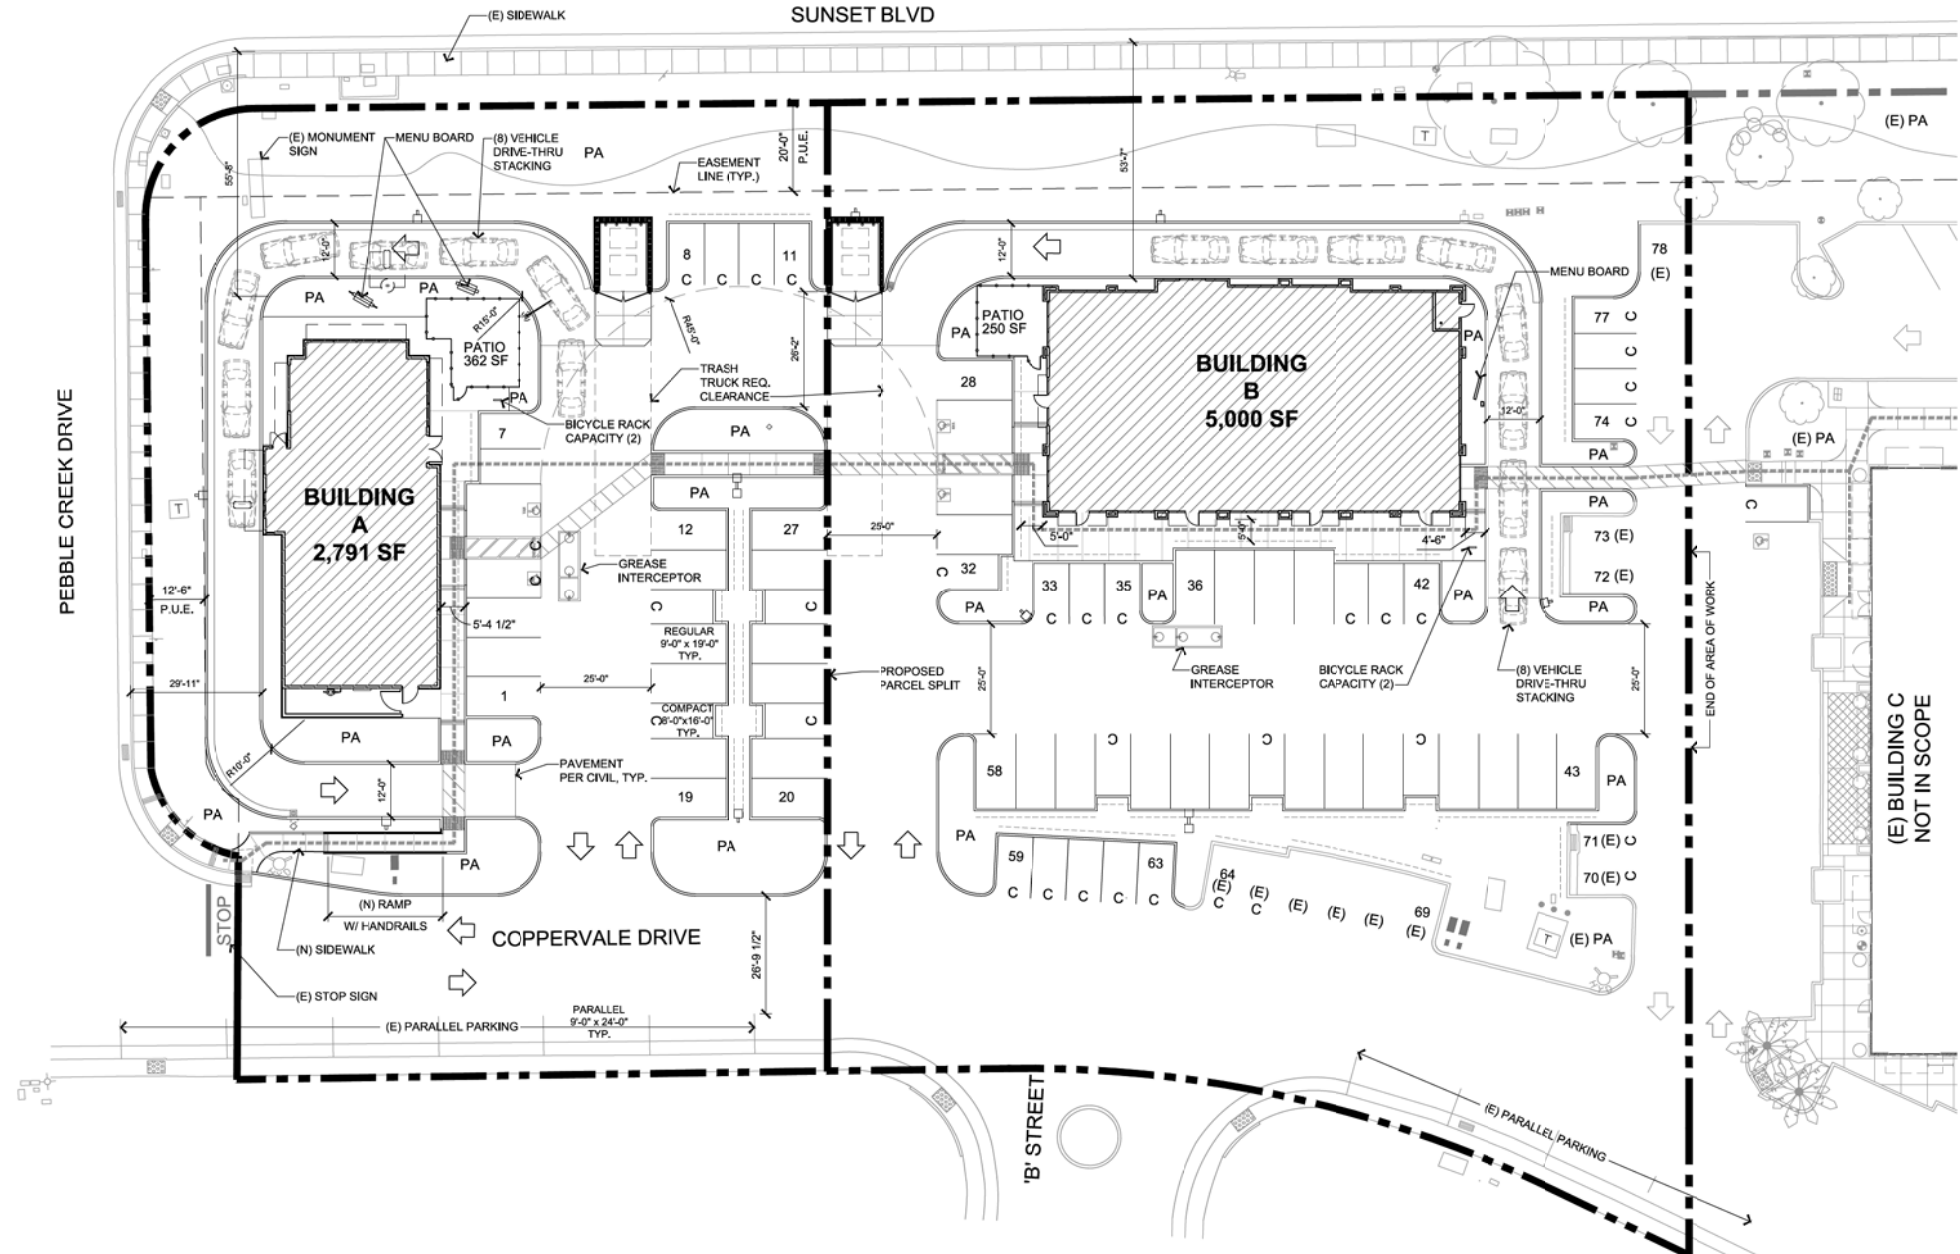 SUNSET BLVD
(E) SIDEWALK
(E) MONUMENT
SIGN
MENU BOARD
(8) VEHICLE
DRIVE-THRU
STACKING
PA
EASEMENT
LINE (TYP.)
20'-0"
P.U.E.
55'-8"
53'-7"
T
(E) PA
12'-0"
PA
PA
R15'-0"
PATIO
362 SF
PA
8
11
C
C
C
C
R45'-0"
26'-2"
12'-0"
PATIO
250 SF
PA
MENU BOARD
PA
78
(E)
77
C
C
C
74
C
PA
12'-0"
TRASH
TRUCK REQ.
CLEARANCE
BICYCLE RACK
CAPACITY (2)
7
PA
28
BUILDING
B
5,000 SF
(E) PA
PEBBLE CREEK DRIVE
BUILDING
A
2,791 SF
T
PA
12
27
25'-0"
5'-0"
5'-0"
4'-6"
PA
73 (E)
72 (E)
PA
C
C
C
GREASE
INTERCEPTOR
C
32
PA
33
35
C
C
C
PA
36
42
C
C
C
PA
12'-6"
P.U.E.
5'-4 1/2"
C
C
REGULAR
9'-0" x 19'-0"
TYP.
PROPOSED
PARCEL SPLIT
25'-0"
GREASE
INTERCEPTOR
BICYCLE RACK
CAPACITY (2)
(8) VEHICLE
DRIVE-THRU
STACKING
25'-0"
END OF AREA OF WORK
(E) BUILDING C
NOT IN SCOPE
29'-11"
1
25'-0"
COMPACT
8'-0"x16'-0"
TYP.
C
C
PA
PA
R10'-0"
12'-0"
PAVEMENT
PER CIVIL, TYP.
19
20
58
C
C
C
43
PA
PA
PA
PA
PA
59
63
C
C
C
C
C
64
(E)
C
(E)
C
(E)
(E)
(E)
69
(E)
71 (E) C
70 (E) C
T
(E) PA
STOP
(N) RAMP
W/ HANDRAILS
(N) SIDEWALK
COPPERVALE DRIVE
26'-9 1/2"
(E) STOP SIGN
(E) PARALLEL PARKING
PARALLEL
9'-0" x 24'-0"
TYP.
'B' STREET
(E) PARALLEL PARKING